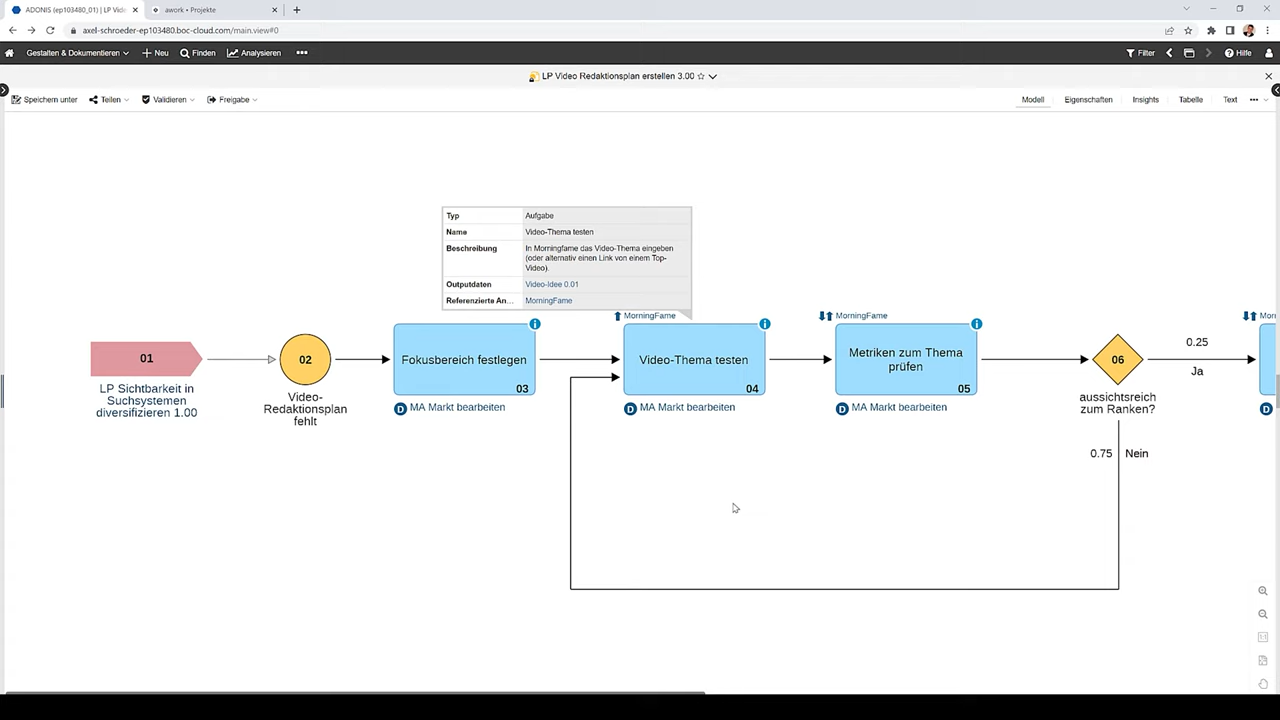 ADONIS (ep103480_01) | LP Vide
awork • Projekte
axel-schroeder-ep103480.boc-cloud.com/main.view#0
Gestalten & Dokumentieren
Neu
Finden
Analysieren
Filter
Hilfe
LP Video Redaktionsplan erstellen 3.00
Speichern unter
Teilen
Validieren
Freigabe
Modell
Eigenschaften
Insights
Tabelle
Text
Typ Aufgabe
Name Video-Thema testen
Beschreibung In Morningfame das Video-Thema eingeben
(oder alternativ einen Link von einem Top-
Video).
Outputdaten Video-Idee 0.01
Referenzierte An... MorningFame
MorningFame
MorningFame
Morn
01
LP Sichtbarkeit in
Suchsystemen
diversifizieren 1.00
02
Video-
Redaktionsplan
fehlt
Fokusbereich festlegen
03
D MA Markt bearbeiten
Video-Thema testen
04
D MA Markt bearbeiten
Metriken zum Thema
prüfen
05
D MA Markt bearbeiten
06
aussichtsreich
zum Ranken?
0.25
Ja
0.75 Nein
D
1:1